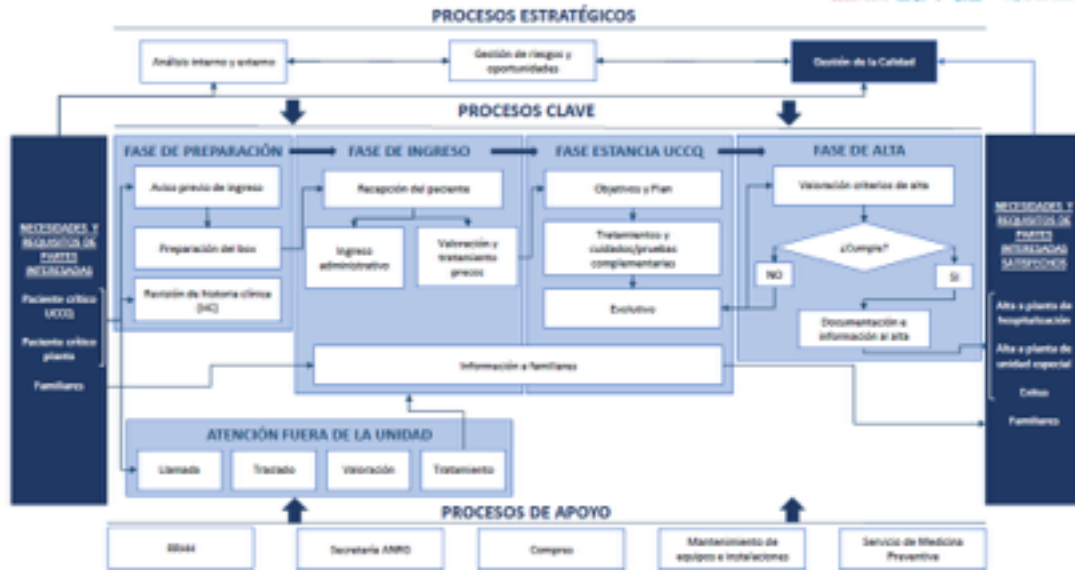 PROCESOS ESTRATÉGICOS
Análisis interno y externo
Gestión de riesgos y
oportunidades
Gestión de la Calidad
PROCESOS CLAVE
FASE DE PREPARACIÓN
FASE DE INGRESO
FASE ESTANCIA UCCQ
FASE DE ALTA
NECESIDADES Y
REQUISITOS DE
PARTES
INTERESADAS
Paciente crítico
UCCQ
Paciente crítico
planta
Familiares
Aviso previo de ingreso
Preparación del box
Revisión de historia clínica
(HC)
Recepción del paciente
Ingreso
administrativo
Valoración y
tratamiento
precoz
Objetivos y Plan
Tratamientos y
cuidados/pruebas
complementarias
Evolutivo
Valoración criterios de alta
¿Cumple?
NO
SI
Documentación e
información al alta
Información a familiares
NECESIDADES Y
REQUISITOS DE
PARTES
INTERESADAS
SATISFECHOS
Alta a planta de
hospitalización
Alta a planta de
unidad especial
Exitus
Familiares
ATENCIÓN FUERA DE LA UNIDAD
Llamada
Traslado
Valoración
Tratamiento
PROCESOS DE APOYO
RRHH
Secretaría ANRO
Compras
Mantenimiento de
equipos e instalaciones
Servicio de Medicina
Preventiva